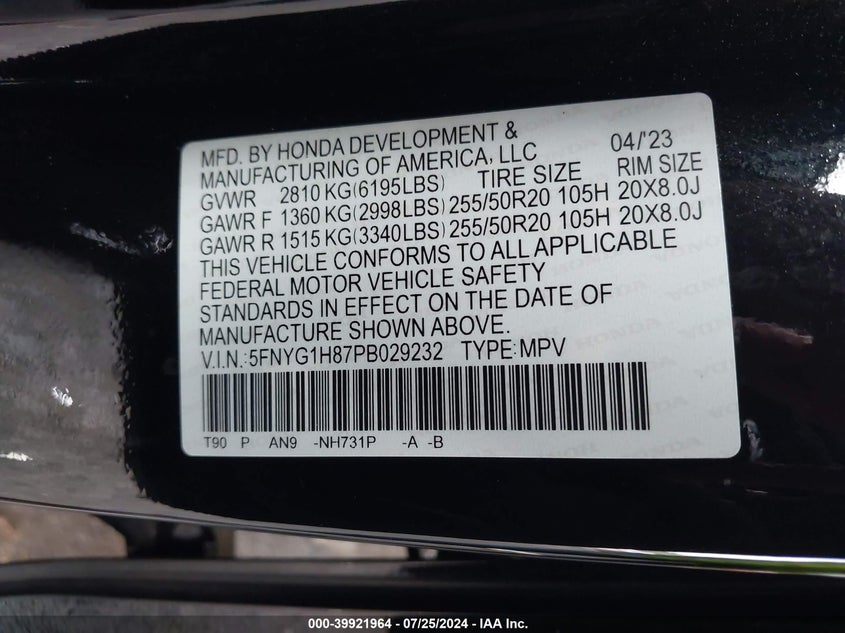 MFD. BY HONDA DEVELOPMENT & 04/'23
MANUFACTURING OF AMERICA, LLC
GVWR 2810 KG(6195LBS) TIRE SIZE RIM SIZE
GAWR F 1360 KG(2998LBS) 255/50R20 105H 20X8.0J
GAWR R 1515 KG(3340LBS) 255/50R20 105H 20X8.0J
THIS VEHICLE CONFORMS TO ALL APPLICABLE
FEDERAL MOTOR VEHICLE SAFETY
STANDARDS IN EFFECT ON THE DATE OF
MANUFACTURE SHOWN ABOVE.
V.I.N.:5FNYG1H87PB029232 TYPE:MPV
T90 P AN9 -NH731P -A -B
000-39921964 - 07/25/2024 - IAA Inc.